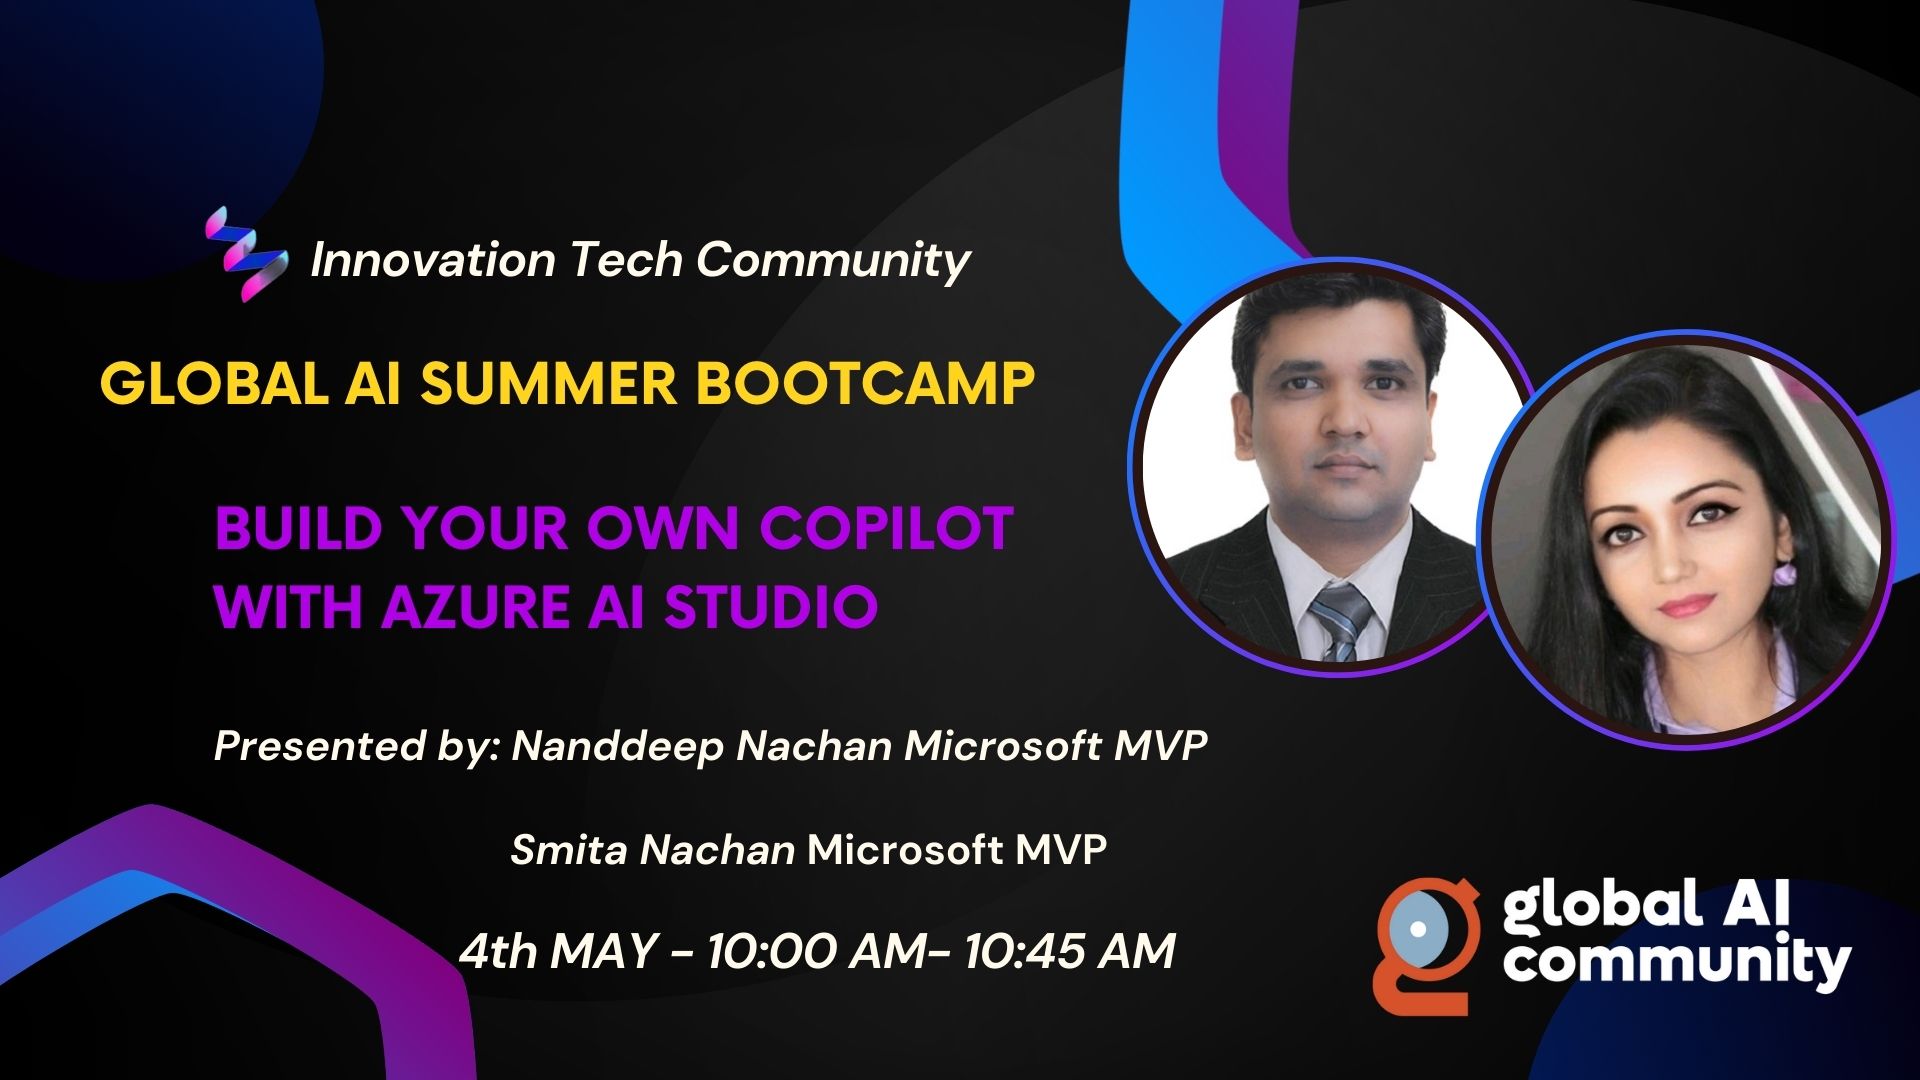 Innovation Tech Community
GLOBAL AI SUMMER BOOTCAMP
BUILD YOUR OWN COPILOT
WITH AZURE AI STUDIO
Presented by: Nanddeep Nachan Microsoft MVP
Smita Nachan Microsoft MVP
4th MAY - 10:00 AM- 10:45 AM
global AI
community